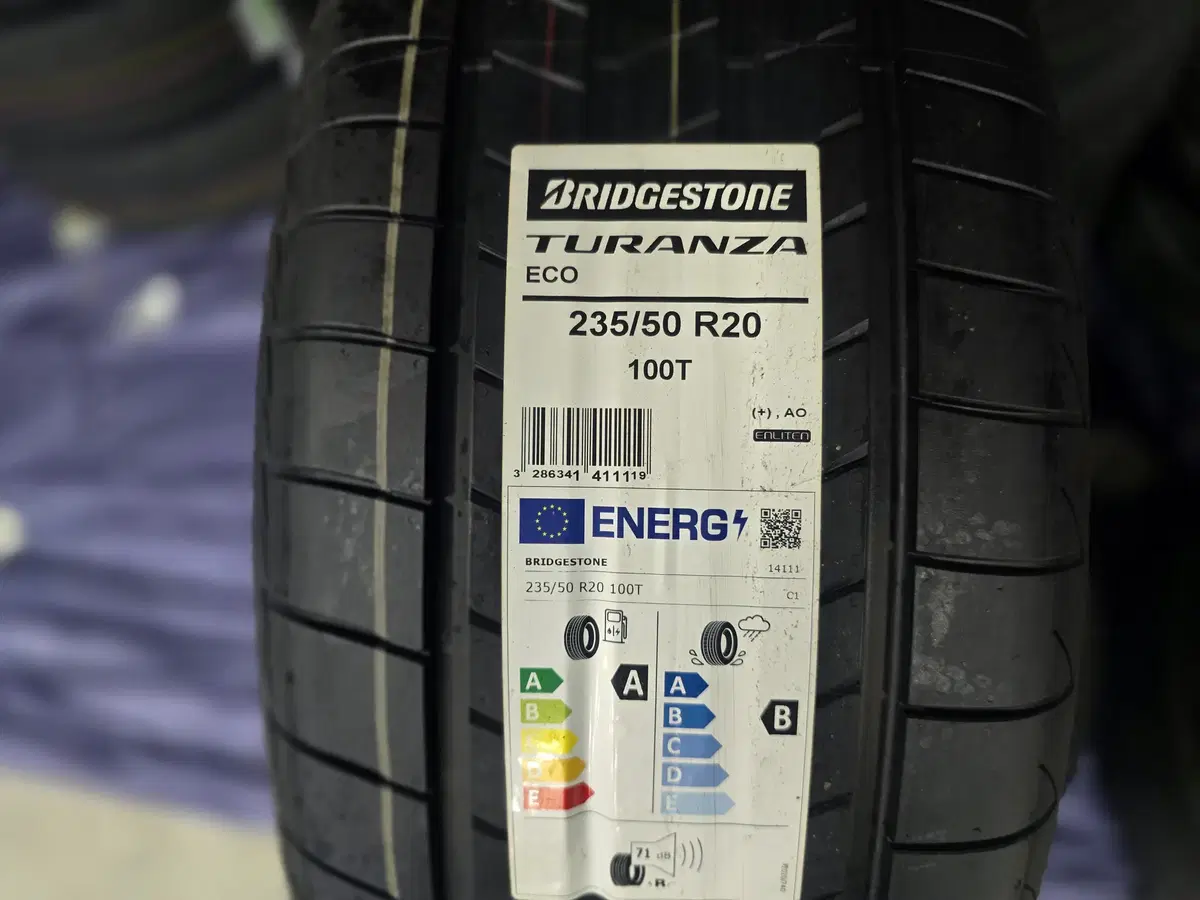 BRIDGESTONE
TURANZA
ECO
235/50 R20
100T
(+) , AO
ENLITEN
3 286341 411119
ENERG
BRIDGESTONE
14111
235/50 R20 100T
C1
A A A
B B B
C C
D D
E E
71 dB